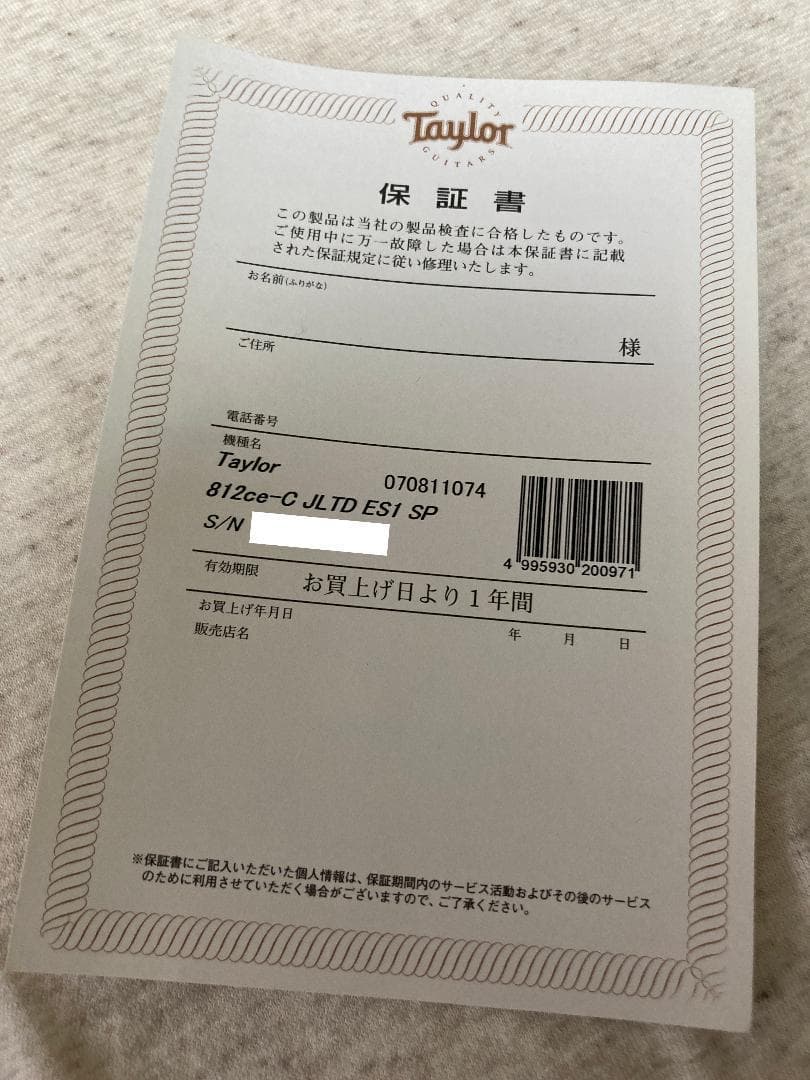 QUALITY
Taylor
GUITARS
保証書
この製品は当社の製品検査に合格したものです。
ご使用中に万一故障した場合は本保証書に記載
された保証規定に従い修理いたします。
お名前(ふりがな)
様
ご住所
電話番号
機種名
Taylor
070811074
812ce-C JLTD ES1 SP
S/N
4 995930 200971
有効期限
お買上げ日より1年間
お買上げ年月日
年 月 日
販売店名
※保証書にご記入いただいた個人情報は、保証期間内のサービス活動およびその後のサービス
のために利用させていただく場合がございますので、ご了承ください。